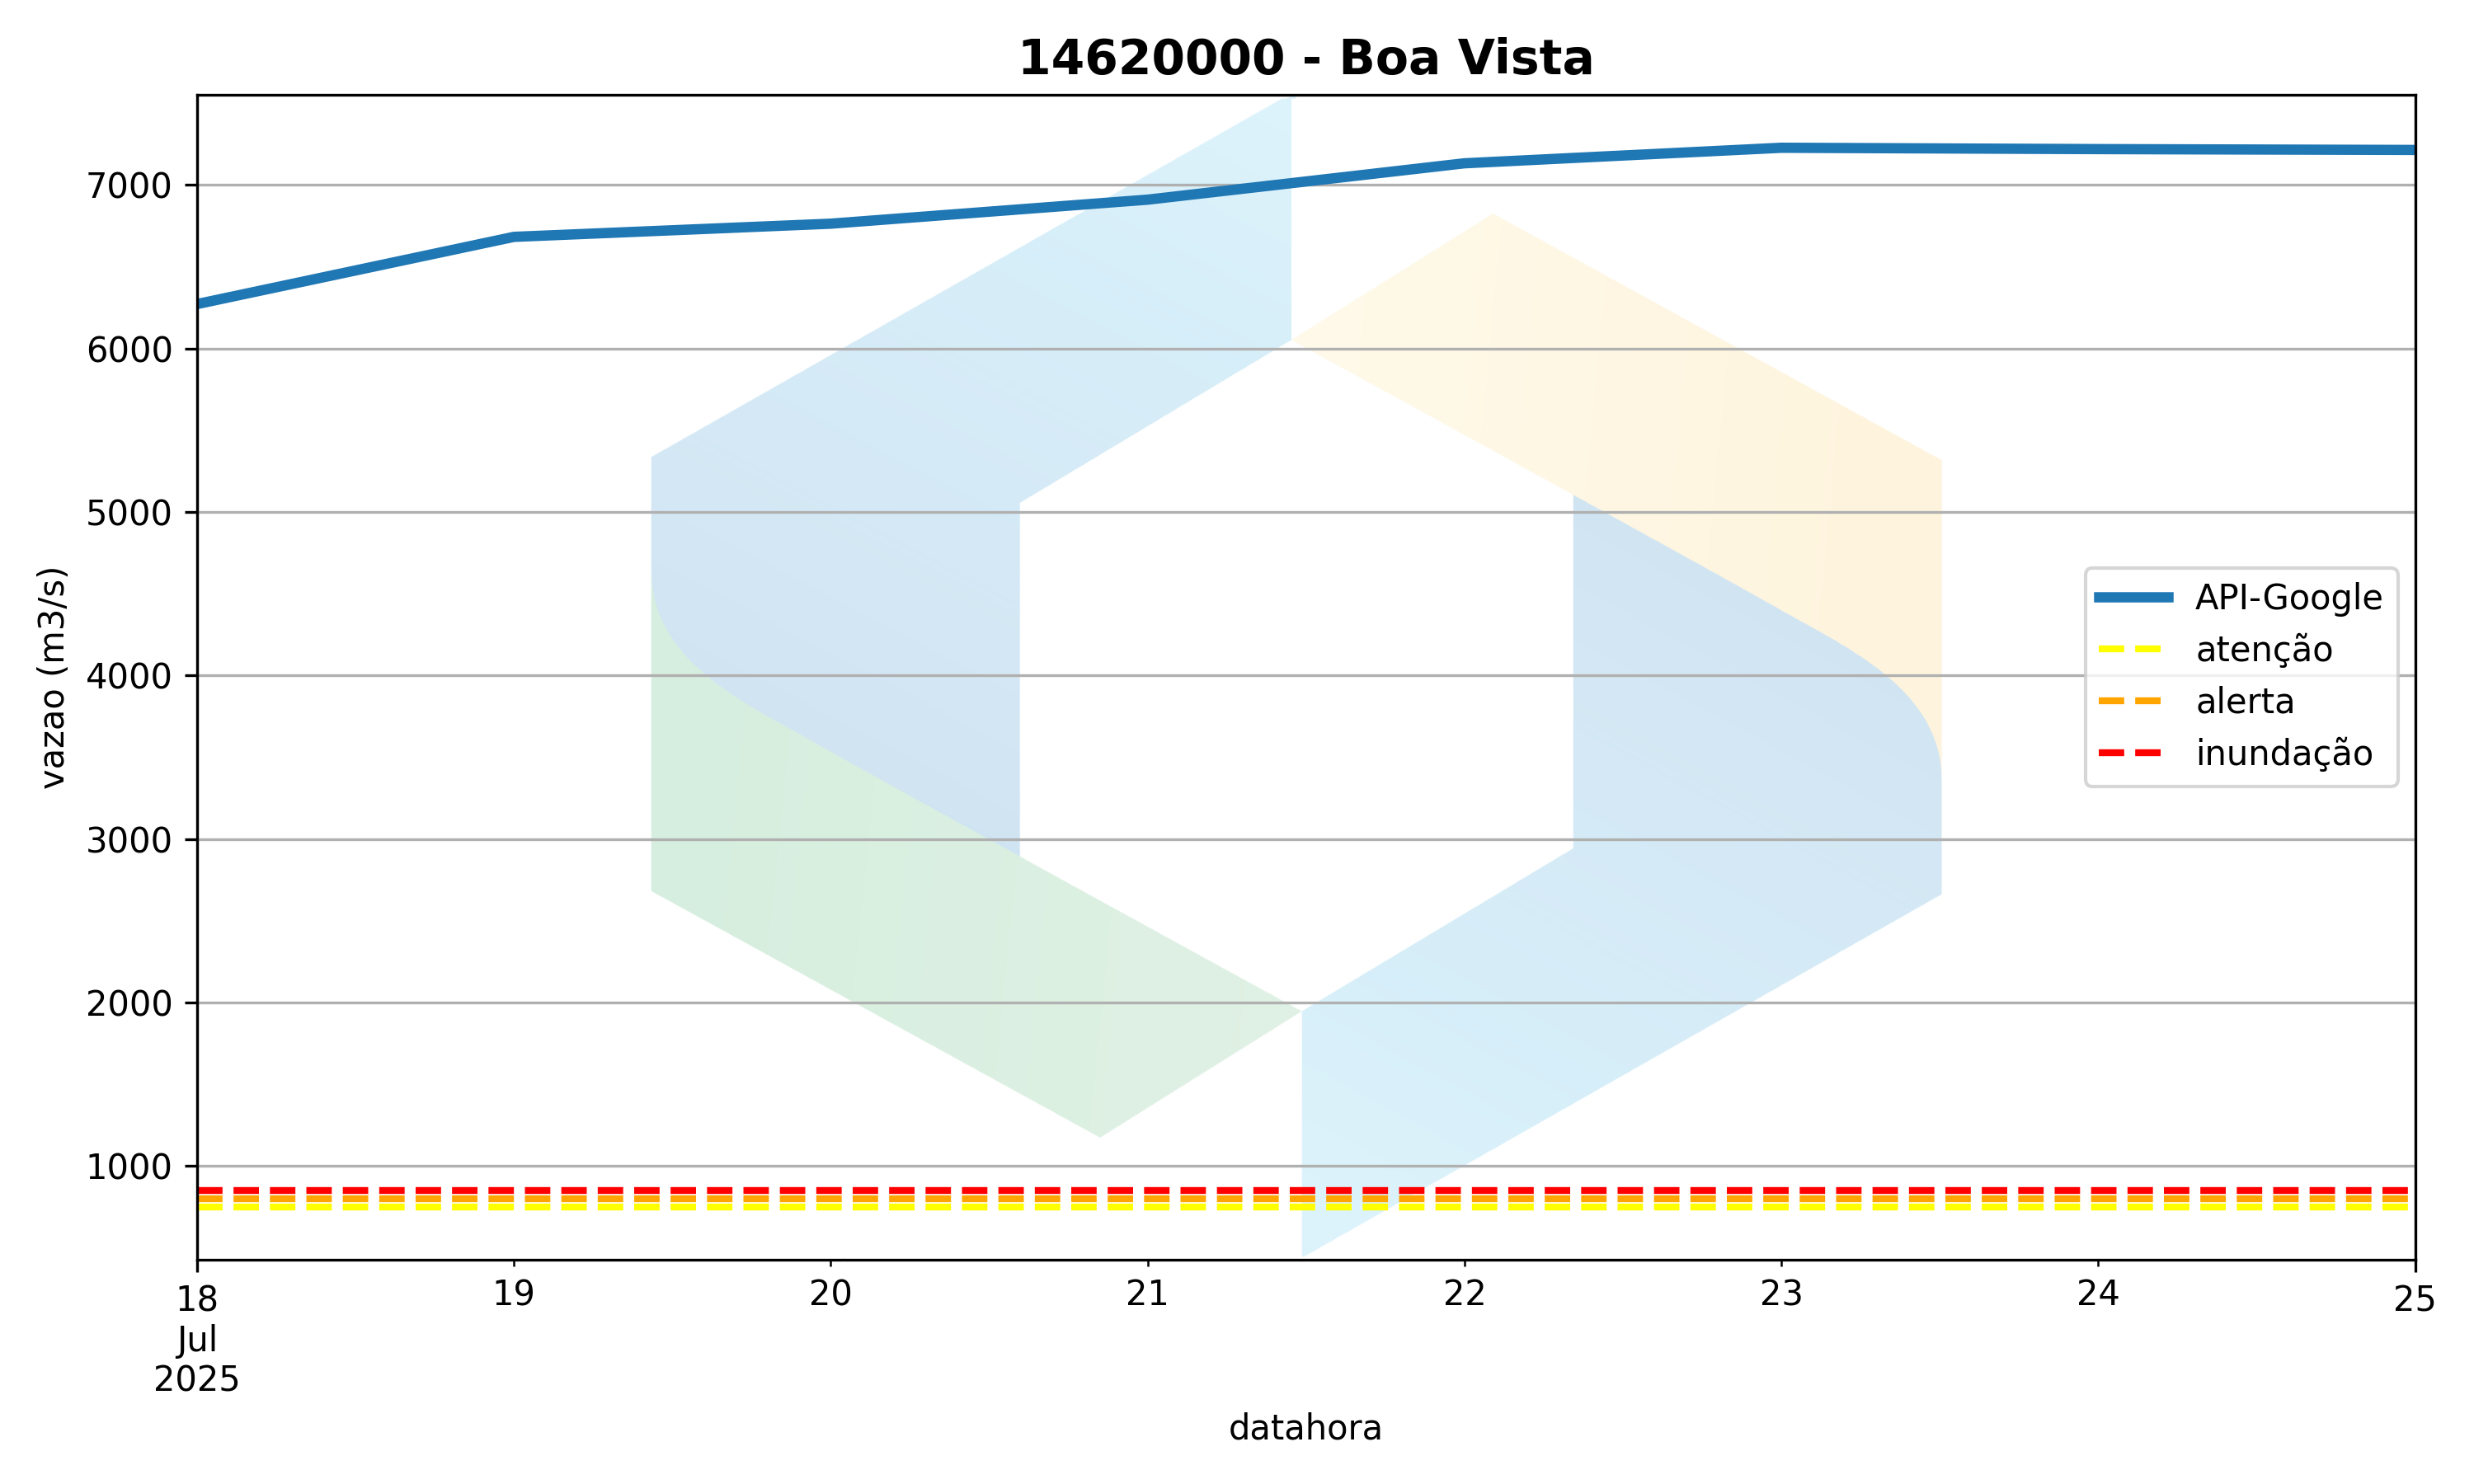 14620000 - Boa Vista
7000
6000
5000
4000
3000
2000
1000
vazao (m3/s)
API-Google
atenção
alerta
inundação
18 19 20 21 22 23 24 25
Jul
2025
datahora